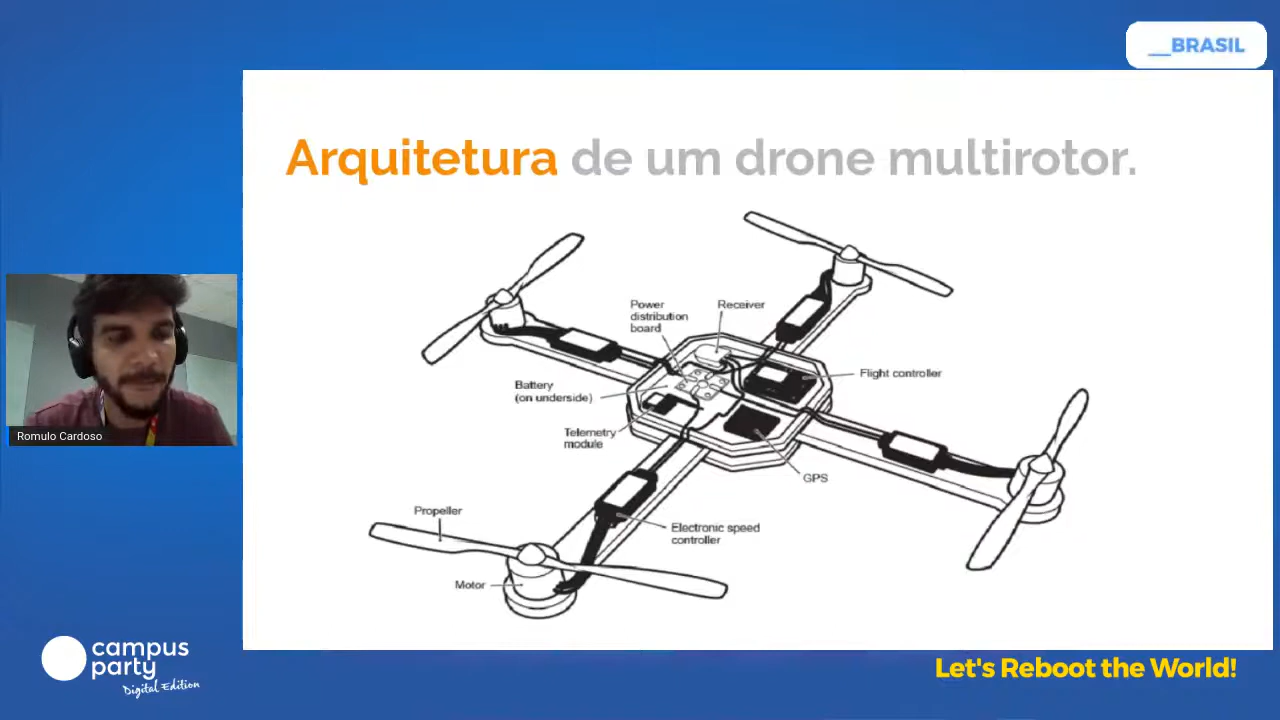 __BRASIL
Arquitetura de um drone multirotor.
Power
distribution
board
Receiver
Flight controller
Battery
(on underside)
Telemetry
module
GPS
Propeller
Electronic speed
controller
Motor
Romulo Cardoso
campus
party
Digital Edition
Let's Reboot the World!